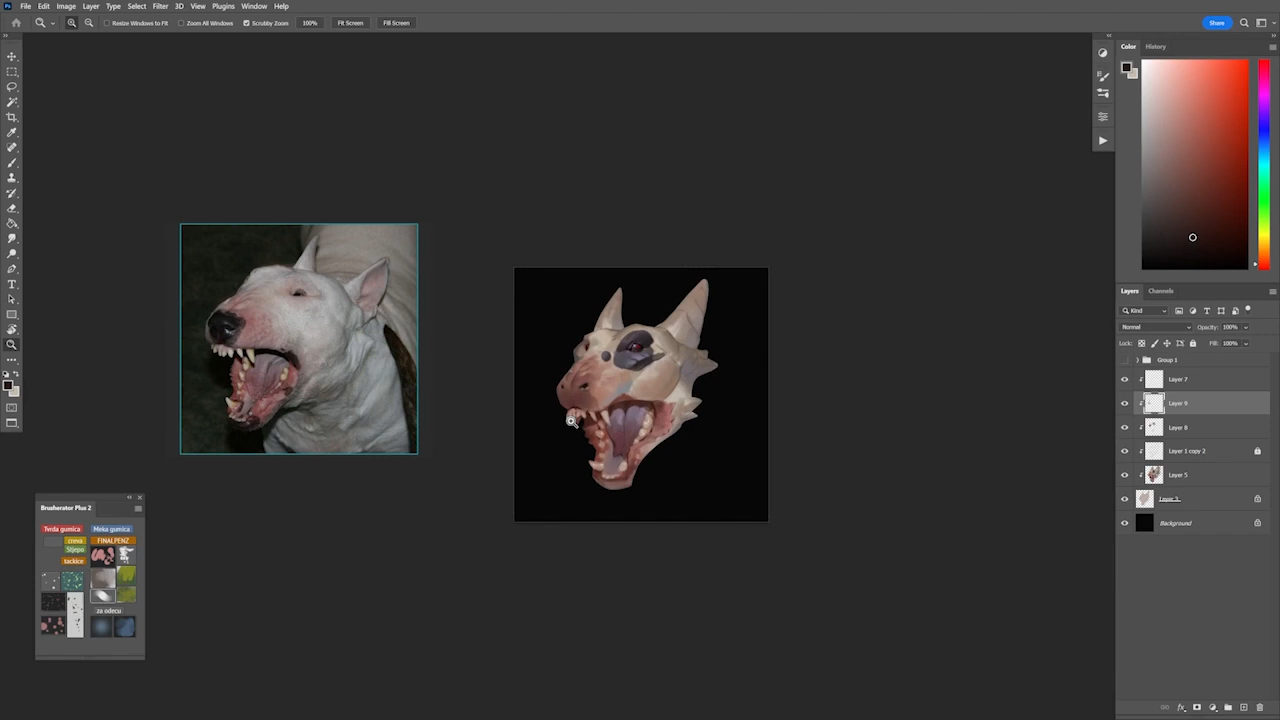 Ps File Edit Image Layer Type Select Filter 3D View Plugins Window Help
Resize Windows to Fit Zoom All Windows Scrubby Zoom 100% Fit Screen Fill Screen Share
Color History
Layers Channels
Kind
Normal Opacity: 100%
Lock: Fill: 100%
Group 1
Layer 7
Layer 9
Layer 8
Layer 1 copy 2
Layer 5
Background
Brusherator Plus 2
Tvrda gumica Meka gumica
creva FINALPENZ
Stjepo
tackice
za odecu
fx